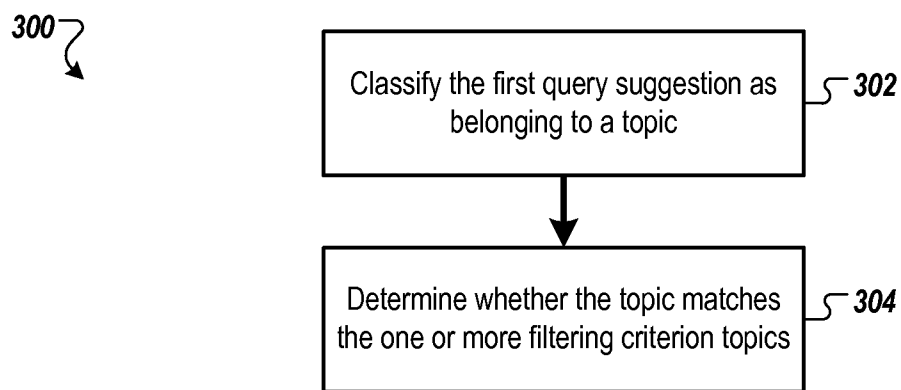 300
Classify the first query suggestion as
belonging to a topic
302
Determine whether the topic matches
the one or more filtering criterion topics
304